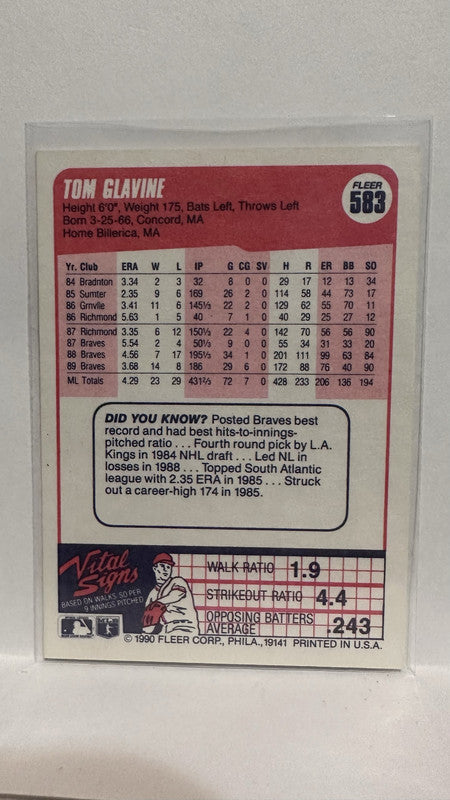 TOM GLAVINE
FLEER
583
Height 6'0", Weight 175, Bats Left, Throws Left
Born 3-25-66, Concord, MA
Home Billerica, MA
Yr. Club ERA W L IP G CG SV H R ER BB SO
84 Bradnton 3.34 2 3 32 8 0 0 29 17 12 13 34
85 Sumter 2.35 9 6 169 26 2 0 114 58 44 73 17
86 Grnvlle 3.41 11 6 145⅓ 22 2 1 129 62 55 70 114
86 Richmond 5.63 1 5 40 7 1 0 40 29 25 27 12
87 Richmond 3.35 6 12 150⅓ 22 4 0 142 70 56 56 90
87 Braves 5.54 2 4 50⅓ 9 0 0 55 34 31 33 20
88 Braves 4.56 7 17 195⅓ 34 1 0 201 111 99 63 84
89 Braves 3.68 14 8 186 29 6 0 172 88 76 40 90
ML Totals 4.29 23 29 431⅔ 72 7 0 428 233 206 136 194
DID YOU KNOW? Posted Braves best
record and had best hits-to-innings-
pitched ratio . . . Fourth round pick by L.A.
Kings in 1984 NHL draft . . . Led NL in
losses in 1988 . . . Topped South Atlantic
league with 2.35 ERA in 1985 . . . Struck
out a career-high 174 in 1985.
Vital
Signs
BASED ON WALKS, SO PER
9 INNINGS PITCHED
WALK RATIO 1.9
STRIKEOUT RATIO 4.4
OPPOSING BATTERS
AVERAGE .243
© 1990 FLEER CORP., PHILA., 19141 PRINTED IN U.S.A.